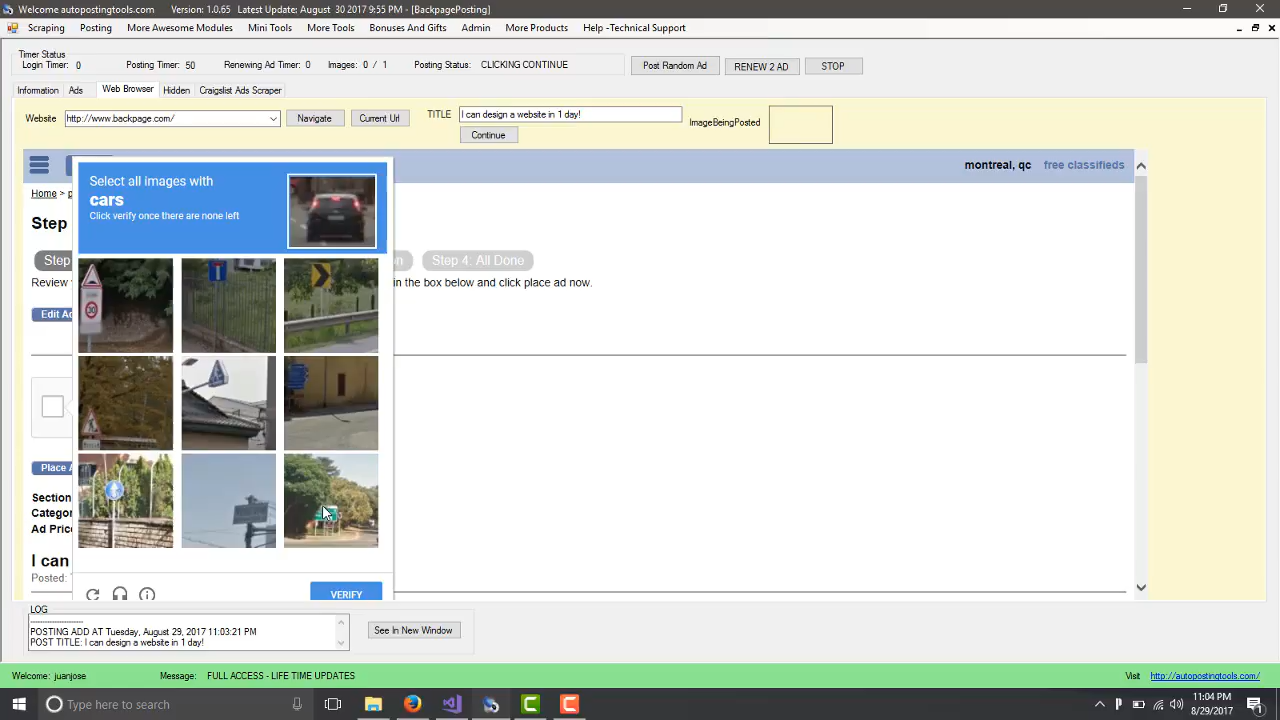 Welcome autopostingtools.com Version: 1.0.65 Latest Update: August 30 2017 9:55 PM - [BackpagePosting]
Scraping Posting More Awesome Modules Mini Tools More Tools Bonuses And Gifts Admin More Products Help -Technical Support
Timer Status
Login Timer: 0 Posting Timer: 50 Renewing Ad Timer: 0 Images: 0 / 1 Posting Status: CLICKING CONTINUE Post Random Ad RENEW 2 AD STOP
Information Ads Web Browser Hidden Craigslist Ads Scraper
Website http://www.backpage.com/ Navigate Current Url TITLE I can design a website in 1 day! ImageBeingPosted
Continue
montreal, qc free classifieds
Select all images with
cars
Click verify once there are none left
Home >
Step
Step Step 4: All Done
Review in the box below and click place ad now.
Edit Ad
30
Place A
Section
Ad Price
I can
Posted:
VERIFY
LOG
POSTING ADD AT Tuesday, August 29, 2017 11:03:21 PM
POST TITLE: I can design a website in 1 day!
See In New Window
Welcome: juanjose Message: FULL ACCESS - LIFE TIME UPDATES Visit http://autopostingtools.com/
Type here to search
11:04 PM
8/29/2017